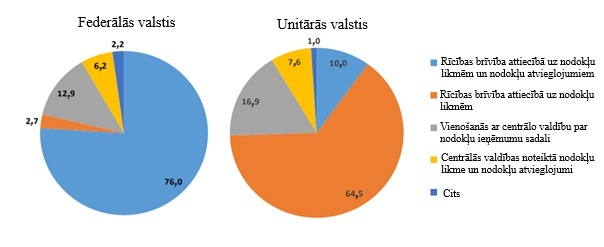 Federālās valstis
Unitārās valstis
2,2
6,2
12,9
2,7
76,0
1,0
7,6
10,0
16,9
64,5
Rīcības brīvība attiecībā uz nodokļu
likmēm un nodokļu atvieglojumiem
Rīcības brīvība attiecībā uz nodokļu
likmēm
Vienošanās ar centrālo valdību par
nodokļu ieņēmumu sadali
Centrālās valdības noteiktā nodokļu
likme un nodokļu atvieglojumi
Cits